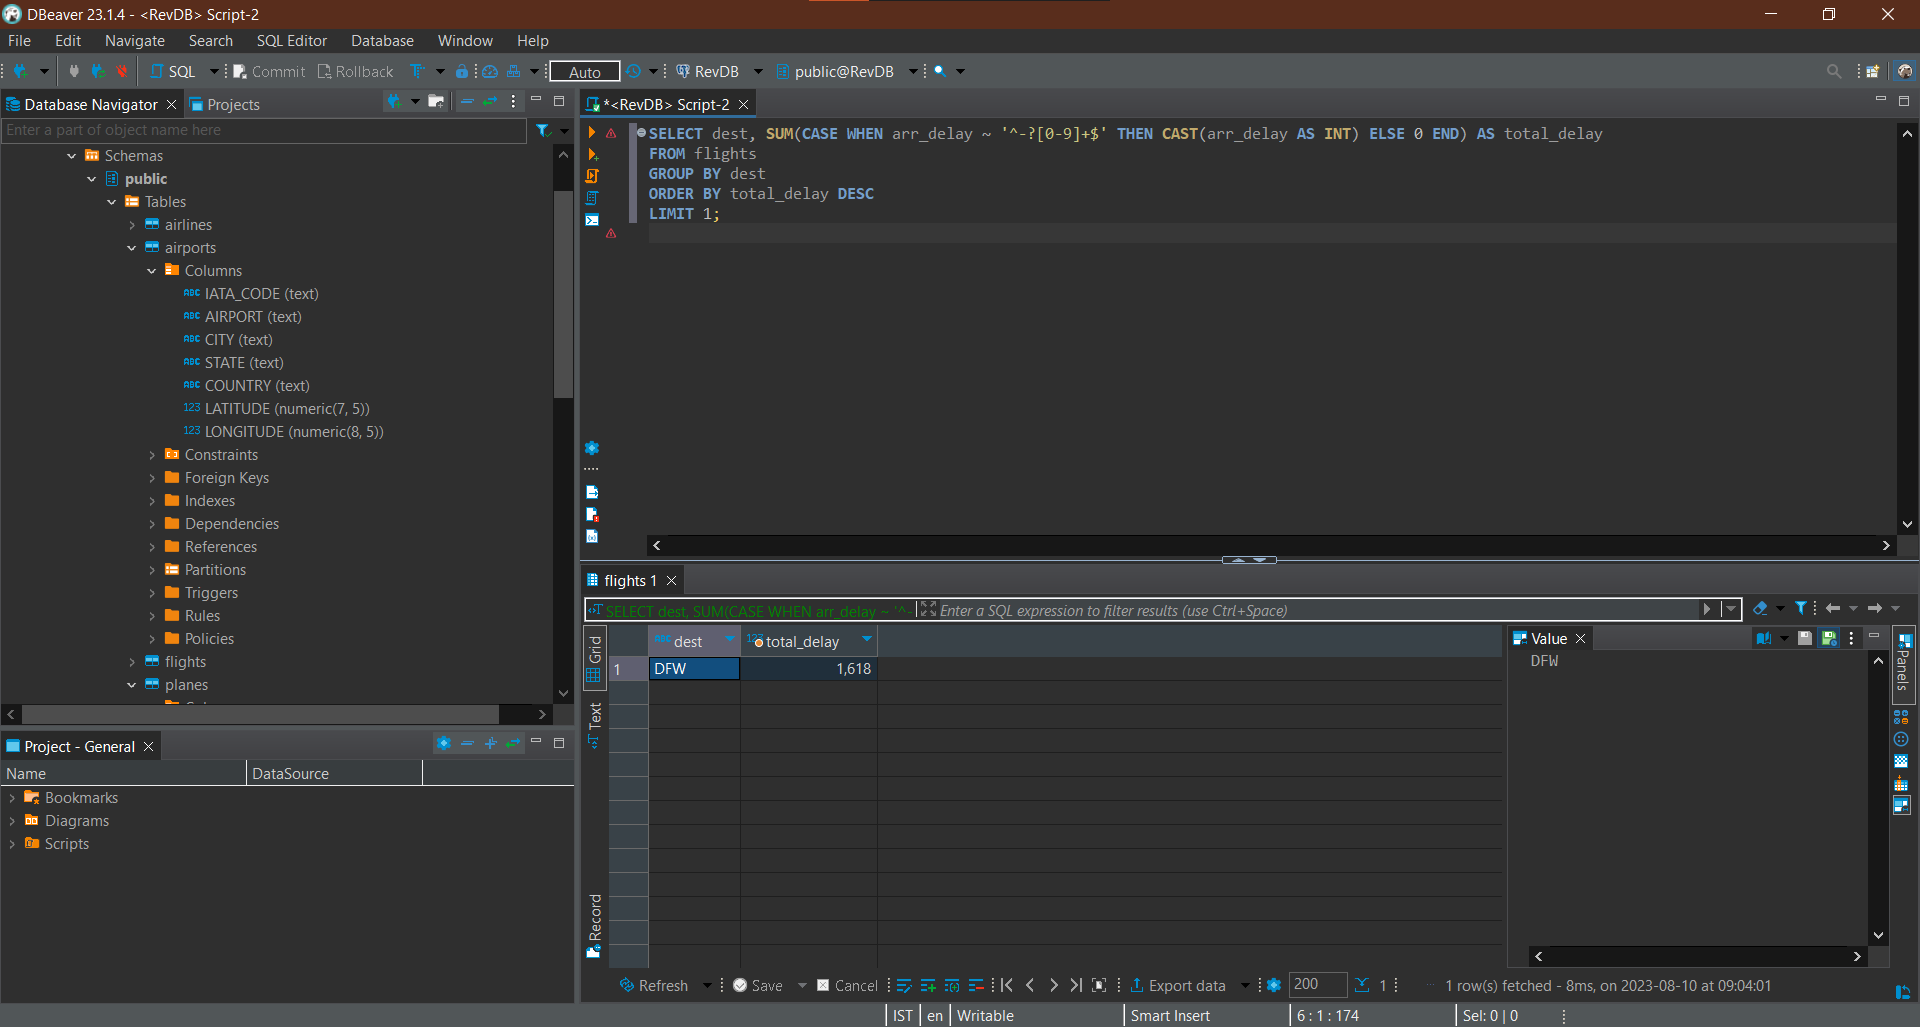 DBeaver 23.1.4 - <RevDB> Script-2
File Edit Navigate Search SQL Editor Database Window Help
SQL Commit Rollback Auto RevDB public@RevDB
Database Navigator Projects
Enter a part of object name here
Schemas
public
Tables
airlines
airports
Columns
ABC IATA_CODE (text)
ABC AIRPORT (text)
ABC CITY (text)
ABC STATE (text)
ABC COUNTRY (text)
123 LATITUDE (numeric(7, 5))
123 LONGITUDE (numeric(8, 5))
Constraints
Foreign Keys
Indexes
Dependencies
References
Partitions
Triggers
Rules
Policies
flights
planes
Project - General
Name DataSource
Bookmarks
Diagrams
Scripts
*<RevDB> Script-2
SELECT dest, SUM(CASE WHEN arr_delay ~ '^-?[0-9]+$' THEN CAST(arr_delay AS INT) ELSE 0 END) AS total_delay
FROM flights
GROUP BY dest
ORDER BY total_delay DESC
LIMIT 1;
flights 1
SELECT dest, SUM(CASE WHEN arr_delay ~ '^- Enter a SQL expression to filter results (use Ctrl+Space)
Grid
Text
Record
dest total_delay
1 DFW 1,618
Value
DFW
Panels
Refresh Save Cancel Export data 200 1 1 row(s) fetched - 8ms, on 2023-08-10 at 09:04:01
IST en Writable Smart Insert 6 : 1 : 174 Sel: 0 | 0